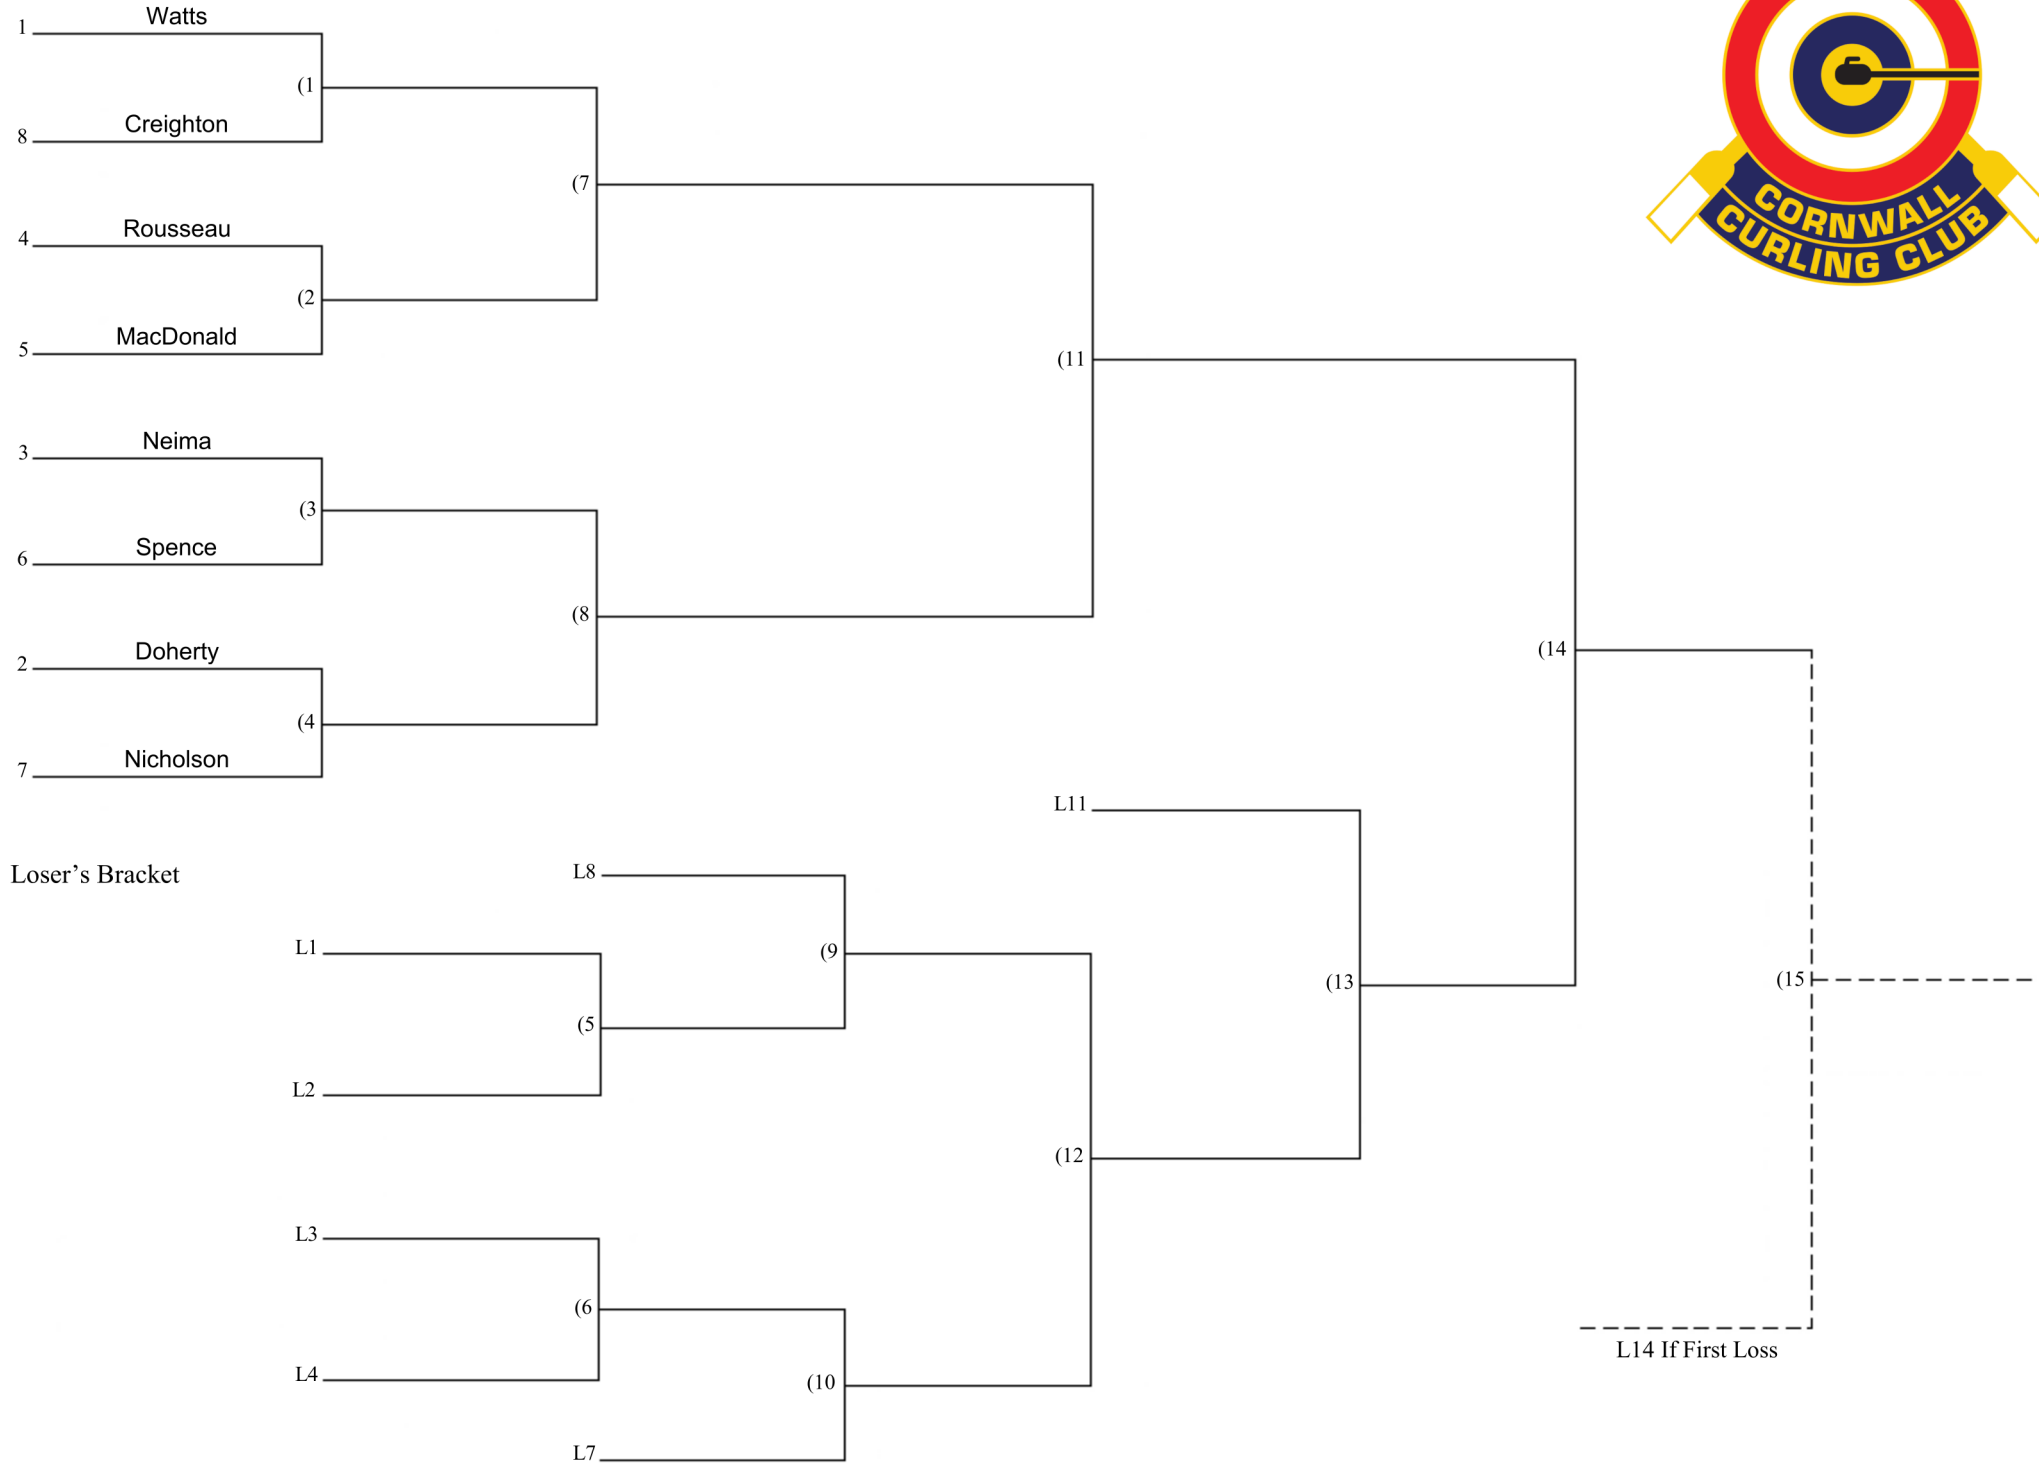 Watts
1
(1
Creighton
8
(7
Rousseau
4
(2
MacDonald
5
(11
Neima
3
(3
Spence
6
(8
Doherty
2
(4
Nicholson
7
(14
CORNWALL
CURLING CLUB
L11
Loser’s Bracket
L8
L1
(9
(5
L2
(13
(15
(12
L3
(6
L4
(10
L7
L14 If First Loss